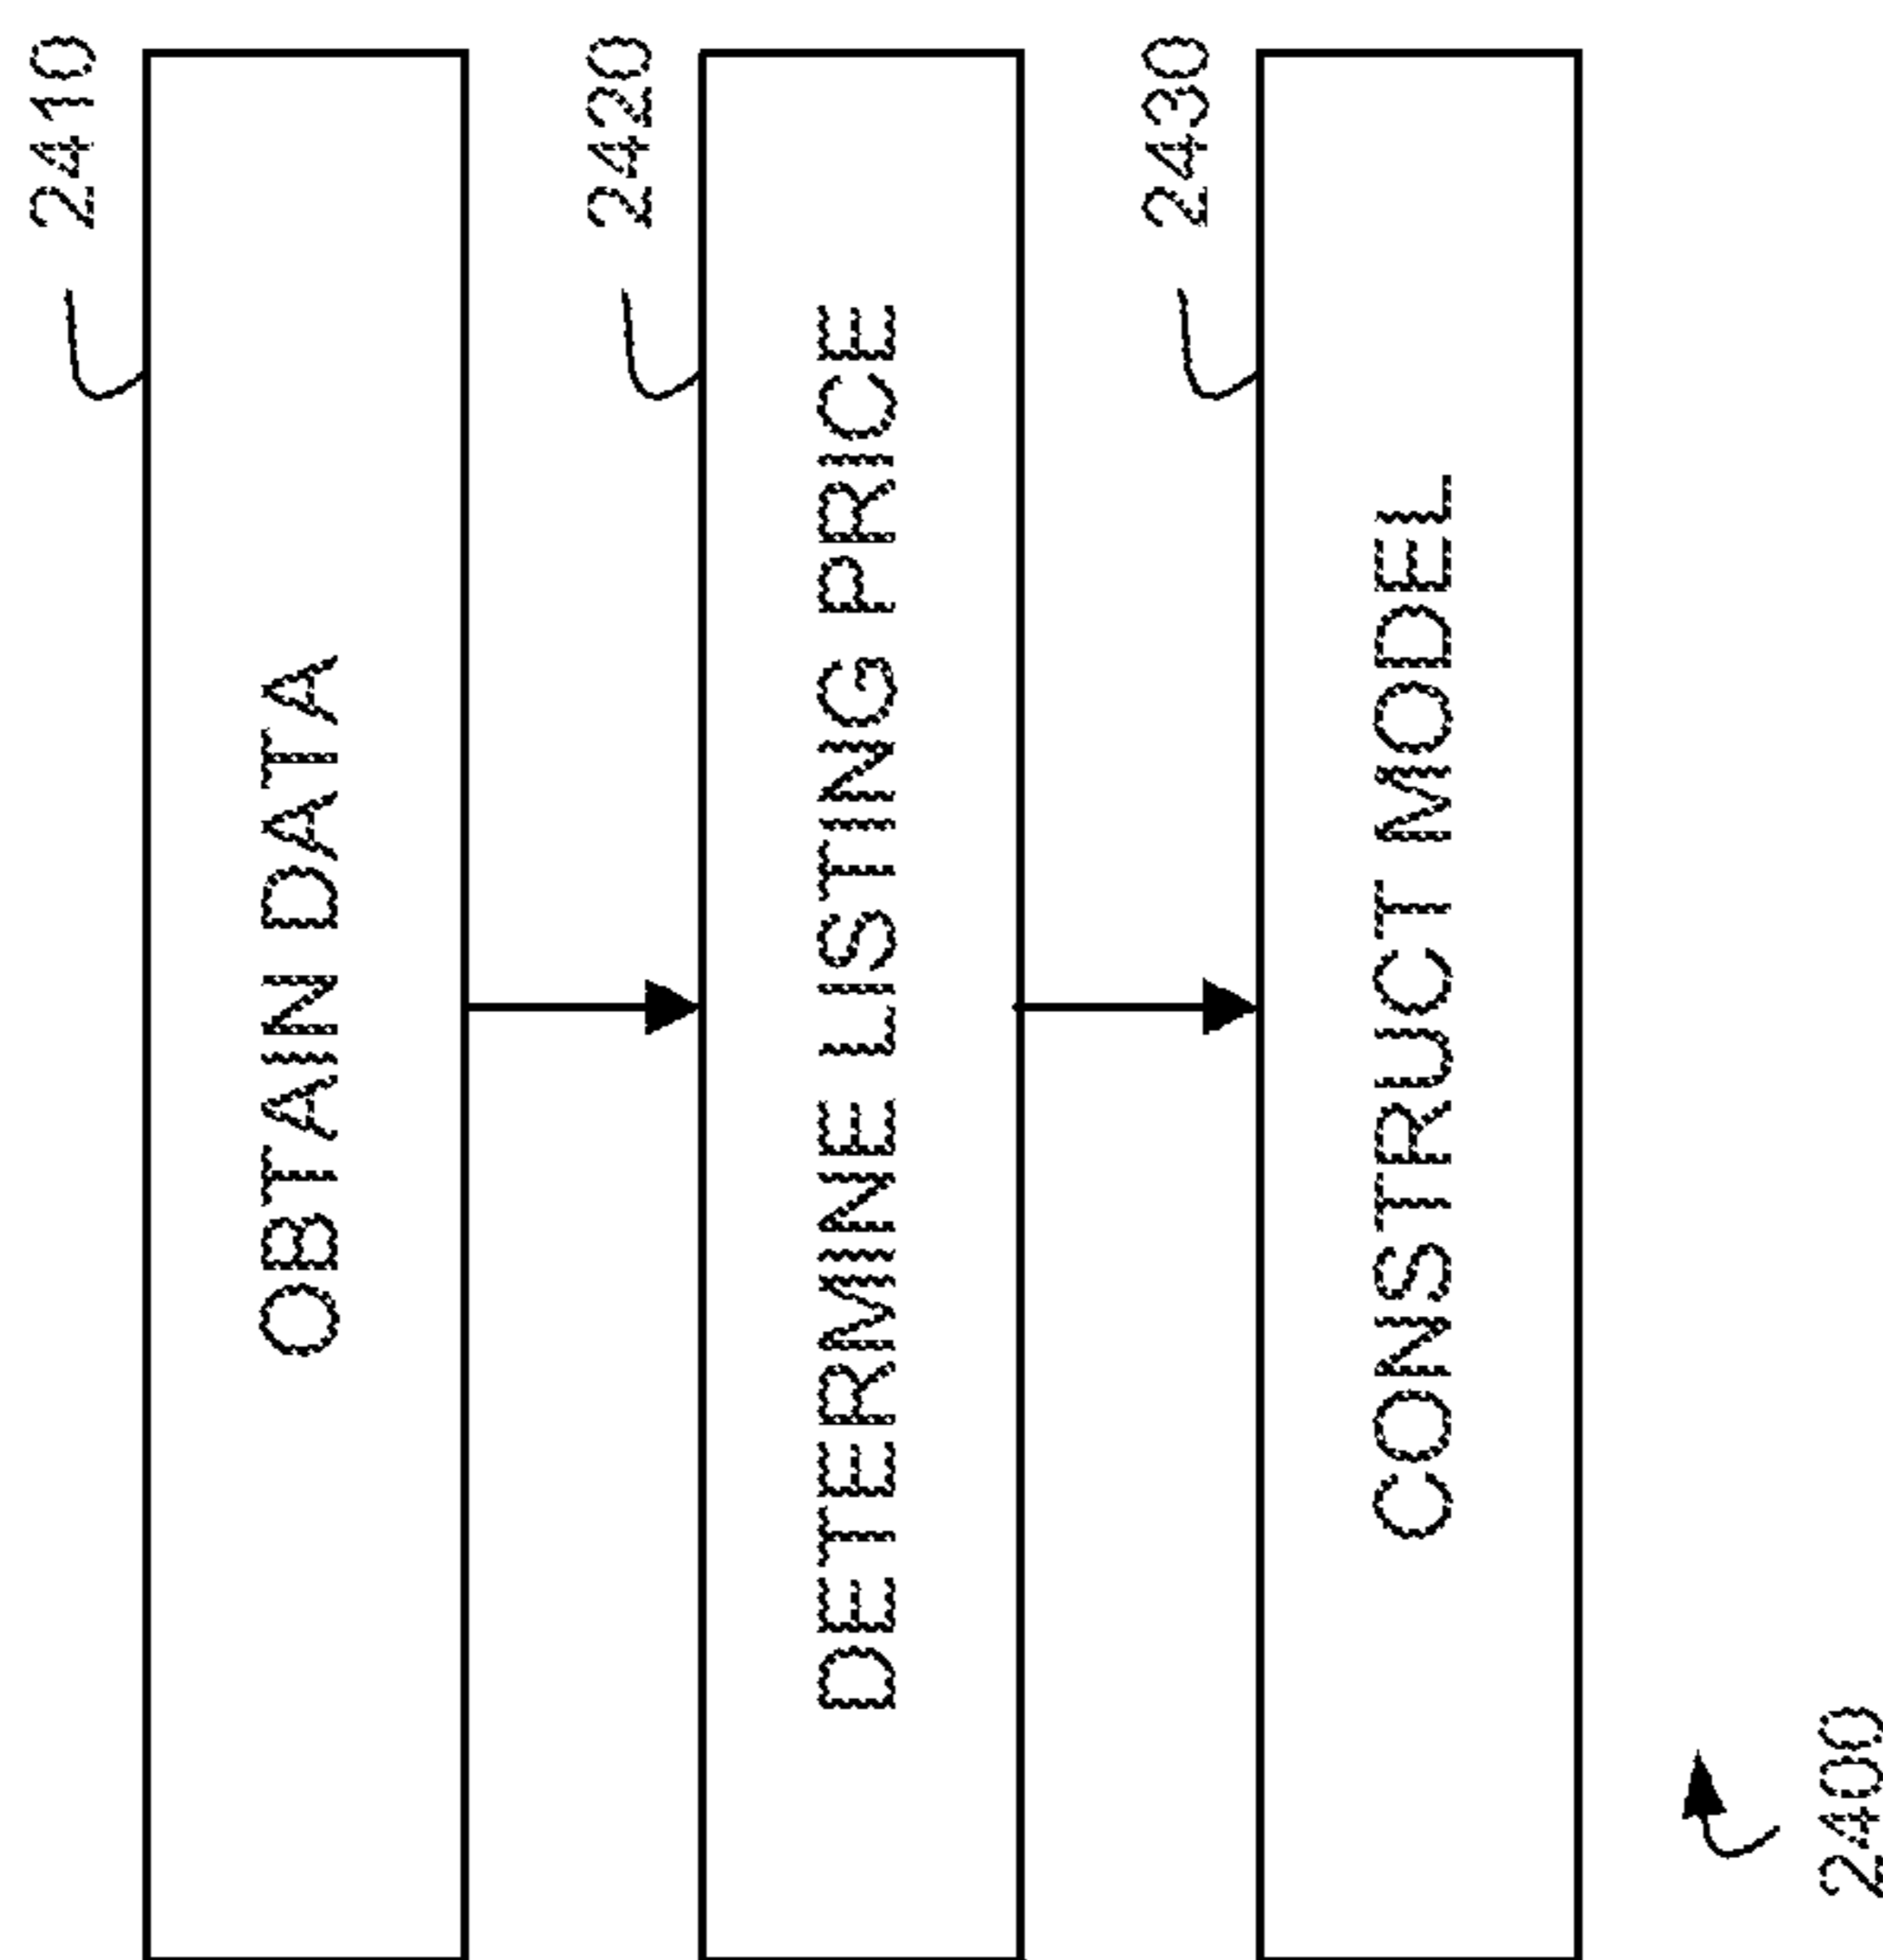 2410
OBTAIN DATA
2420
DETERMINE LISTING PRICE
2430
CONSTRUCT MODEL
2400